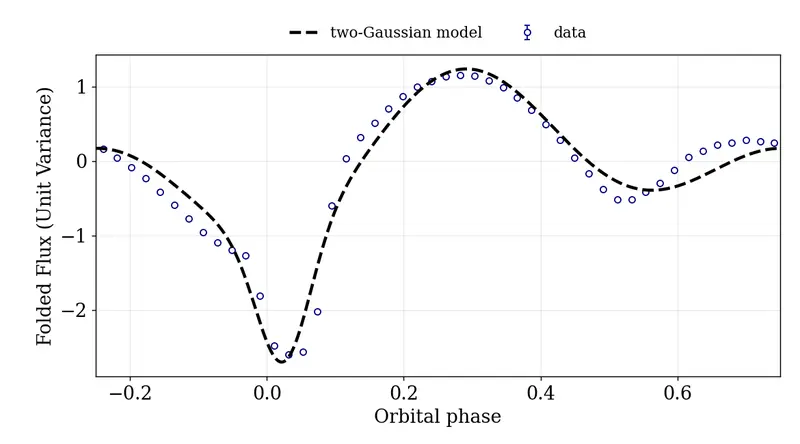 two-Gaussian model
data
Folded Flux (Unit Variance)
1
0
−1
−2
−0.2 0.0 0.2 0.4 0.6
Orbital phase